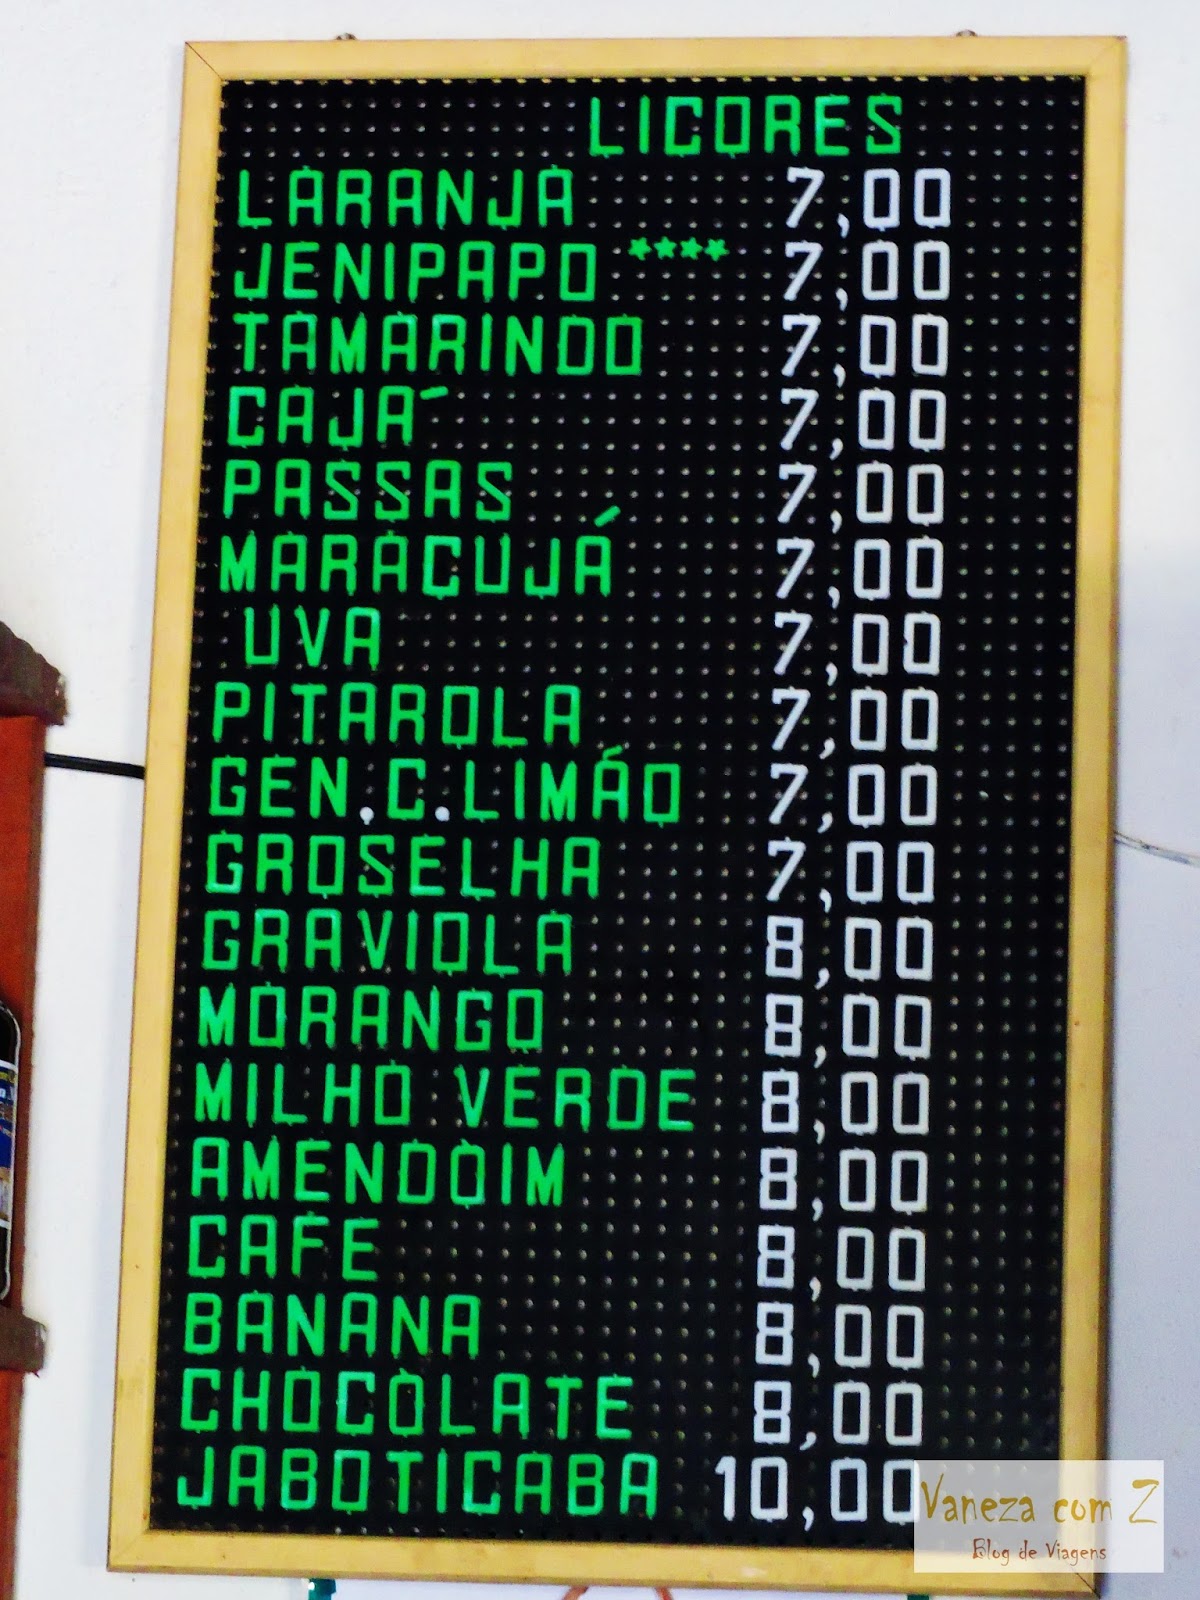 LICORES
LARANJA 7,00
JENIPAPO **** 7,00
TAMARINDO 7,00
CAJÁ 7,00
PASSAS 7,00
MARACUJÁ 7,00
UVA 7,00
PITAROLA 7,00
GEN.C.LIMÁO 7,00
GROSELHA 7,00
GRAVIOLA 8,00
MORANGO 8,00
MILHO VERDE 8,00
AMENDOIM 8,00
CAFE 8,00
BANANA 8,00
CHOCOLATE 8,00
JABOTICABA 10,00
Vaneza com Z
Blog de Viagens